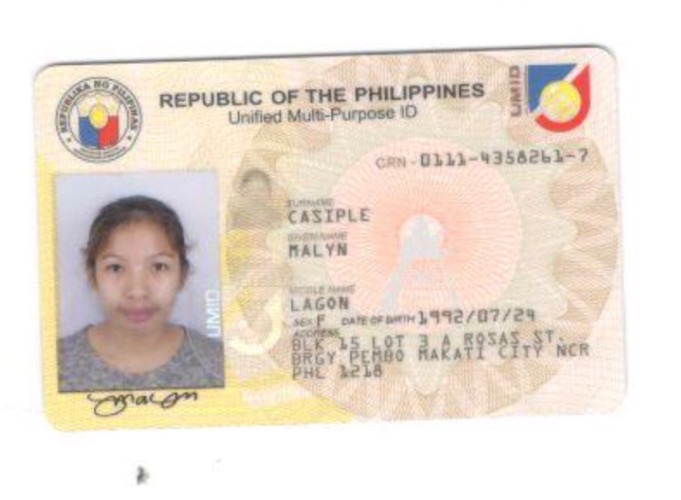 REPUBLIKA NG PILIPINAS
REPUBLIC OF THE PHILIPPINES
Unified Multi-Purpose ID
UMID
CRN - 0111-4358261-7
SURNAME
CASIPLE
GIVEN NAME
MALYN
MIDDLE NAME
LAGON
SEX F DATE OF BIRTH 1992/07/24
ADDRESS
BLK 15 LOT 3 A ROSAS ST.
BRGY PEMBO MAKATI CITY NCR
PHL 1218
UMID